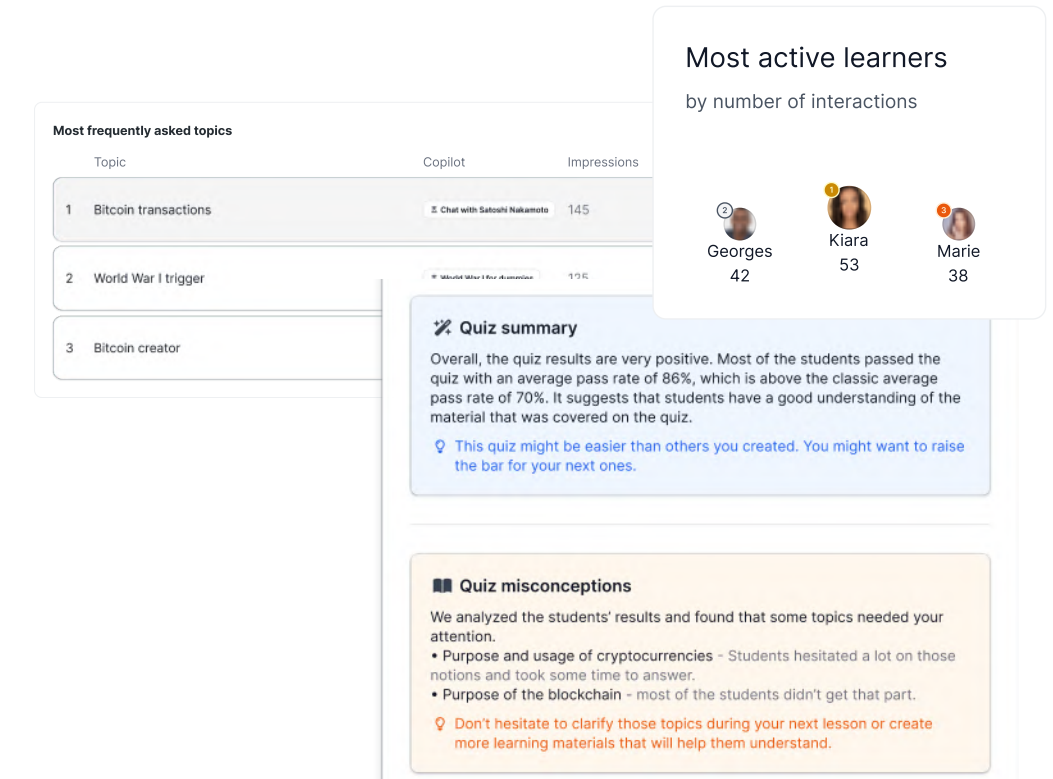 Most active learners
by number of interactions
1
2
3
Georges
42
Kiara
53
Marie
38
Most frequently asked topics
Topic Copilot Impressions
1 Bitcoin transactions Chat with Satoshi Nakamoto 145
2 World War I trigger World War I for dummies 125
3 Bitcoin creator
Quiz summary
Overall, the quiz results are very positive. Most of the students passed the
quiz with an average pass rate of 86%, which is above the classic average
pass rate of 70%. It suggests that students have a good understanding of the
material that was covered on the quiz.
This quiz might be easier than others you created. You might want to raise
the bar for your next ones.
Quiz misconceptions
We analyzed the students' results and found that some topics needed your
attention.
• Purpose and usage of cryptocurrencies - Students hesitated a lot on those
notions and took some time to answer.
• Purpose of the blockchain - most of the students didn't get that part.
Don't hesitate to clarify those topics during your next lesson or create
more learning materials that will help them understand.